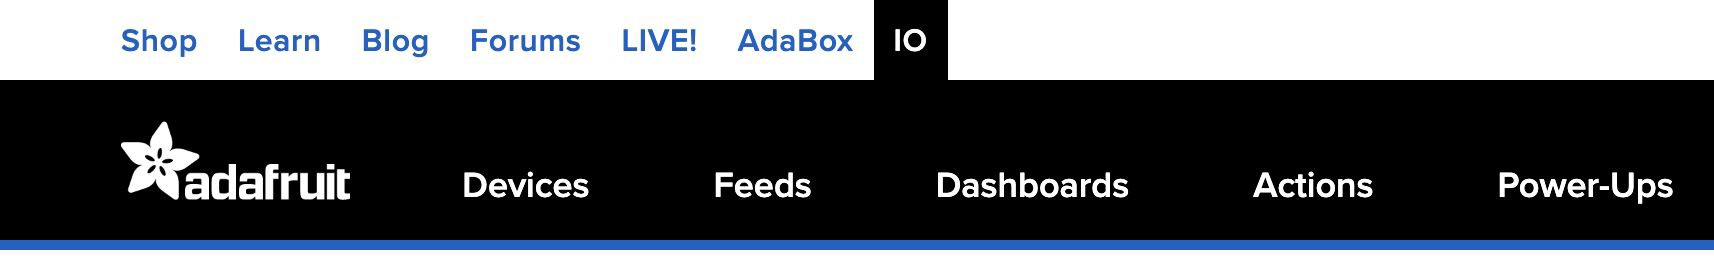 Shop Learn Blog Forums LIVE! AdaBox IO
adafruit Devices Feeds Dashboards Actions Power-Ups